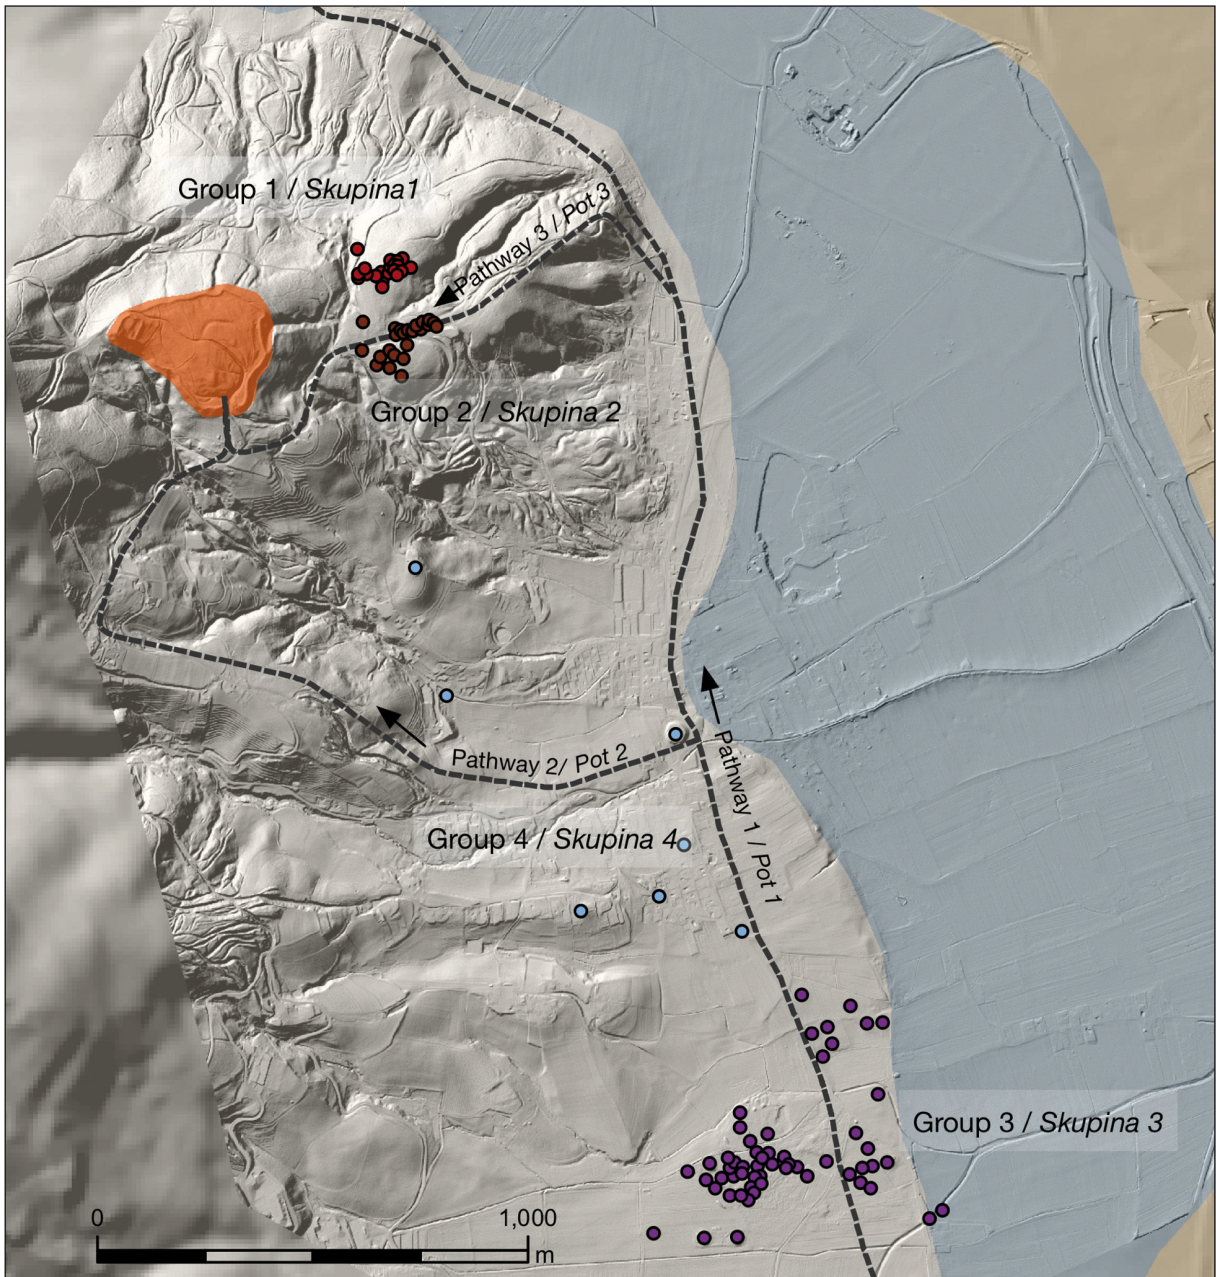 Group 1 / Skupina1
Pathway 3 / Pot 3
Group 2 / Skupina 2
Pathway 2/ Pot 2
Pathway 1 / Pot 1
Group 4 / Skupina 4
Group 3 / Skupina 3
0 1,000
m